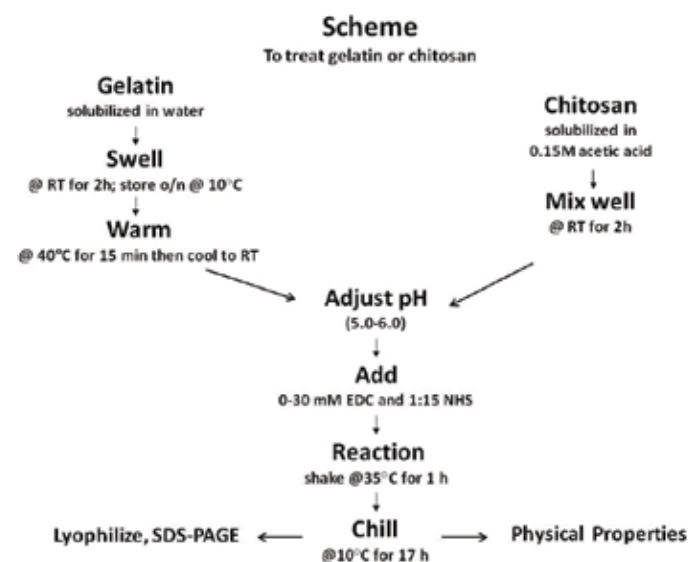 Scheme
To treat gelatin or chitosan
Gelatin
solubilized in water
Swell
@ RT for 2h; store o/n @ 10°C
Warm
@ 40°C for 15 min then cool to RT
Chitosan
solubilized in
0.15M acetic acid
Mix well
@ RT for 2h
Adjust pH
(5.0-6.0)
Add
0-30 mM EDC and 1:15 NHS
Reaction
shake @35°C for 1 h
Chill
@10°C for 17 h
Lyophilize, SDS-PAGE
Physical Properties